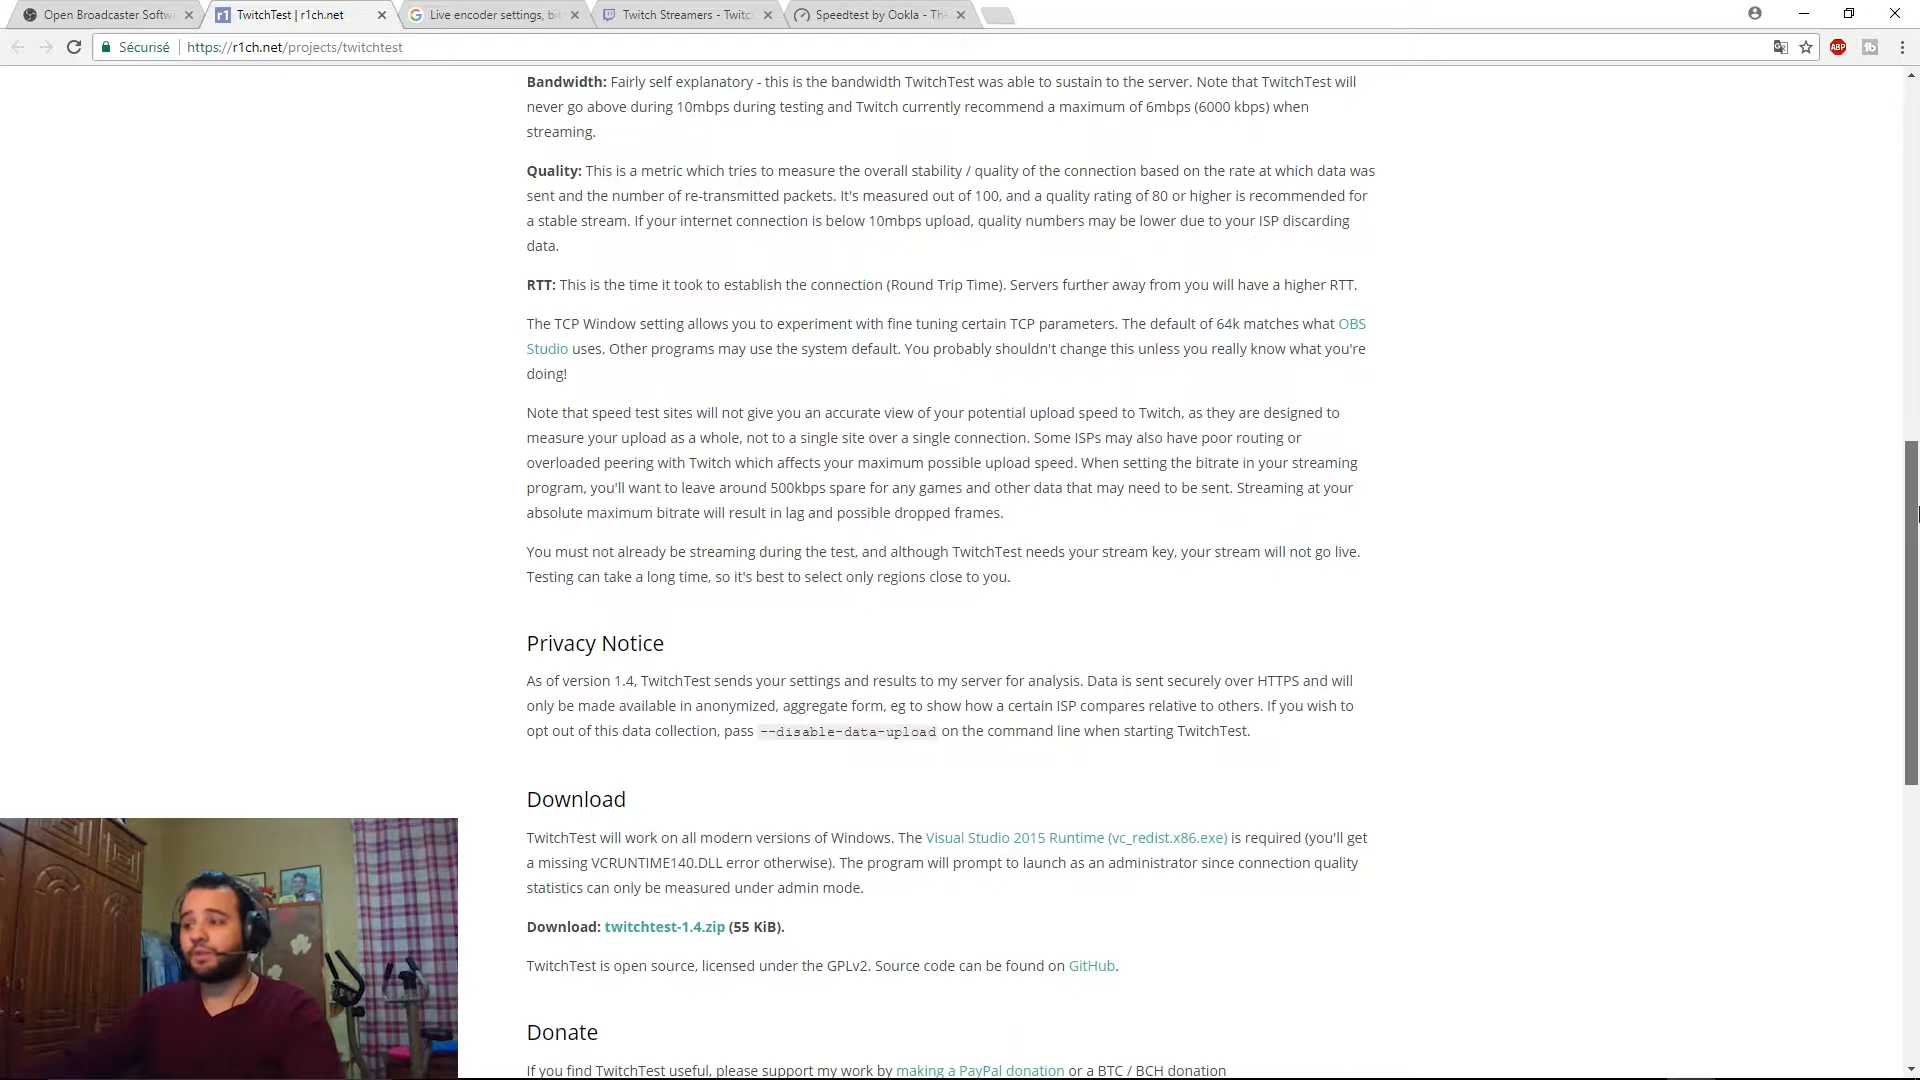 Open Broadcaster Softw
TwitchTest | r1ch.net
Live encoder settings, bit
Twitch Streamers - Twitc
Speedtest by Ookla - The
Sécurisé
https://r1ch.net/projects/twitchtest
ABP
Bandwidth: Fairly self explanatory - this is the bandwidth TwitchTest was able to sustain to the server. Note that TwitchTest will
never go above during 10mbps during testing and Twitch currently recommend a maximum of 6mbps (6000 kbps) when
streaming.
Quality: This is a metric which tries to measure the overall stability / quality of the connection based on the rate at which data was
sent and the number of re-transmitted packets. It's measured out of 100, and a quality rating of 80 or higher is recommended for
a stable stream. If your internet connection is below 10mbps upload, quality numbers may be lower due to your ISP discarding
data.
RTT: This is the time it took to establish the connection (Round Trip Time). Servers further away from you will have a higher RTT.
The TCP Window setting allows you to experiment with fine tuning certain TCP parameters. The default of 64k matches what OBS
Studio uses. Other programs may use the system default. You probably shouldn't change this unless you really know what you're
doing!
Note that speed test sites will not give you an accurate view of your potential upload speed to Twitch, as they are designed to
measure your upload as a whole, not to a single site over a single connection. Some ISPs may also have poor routing or
overloaded peering with Twitch which affects your maximum possible upload speed. When setting the bitrate in your streaming
program, you'll want to leave around 500kbps spare for any games and other data that may need to be sent. Streaming at your
absolute maximum bitrate will result in lag and possible dropped frames.
You must not already be streaming during the test, and although TwitchTest needs your stream key, your stream will not go live.
Testing can take a long time, so it's best to select only regions close to you.
Privacy Notice
As of version 1.4, TwitchTest sends your settings and results to my server for analysis. Data is sent securely over HTTPS and will
only be made available in anonymized, aggregate form, eg to show how a certain ISP compares relative to others. If you wish to
opt out of this data collection, pass --disable-data-upload on the command line when starting TwitchTest.
Download
TwitchTest will work on all modern versions of Windows. The Visual Studio 2015 Runtime (vc_redist.x86.exe) is required (you'll get
a missing VCRUNTIME140.DLL error otherwise). The program will prompt to launch as an administrator since connection quality
statistics can only be measured under admin mode.
Download: twitchtest-1.4.zip (55 KiB).
TwitchTest is open source, licensed under the GPLv2. Source code can be found on GitHub.
Donate
If you find TwitchTest useful, please support my work by making a PayPal donation or a BTC / BCH donation